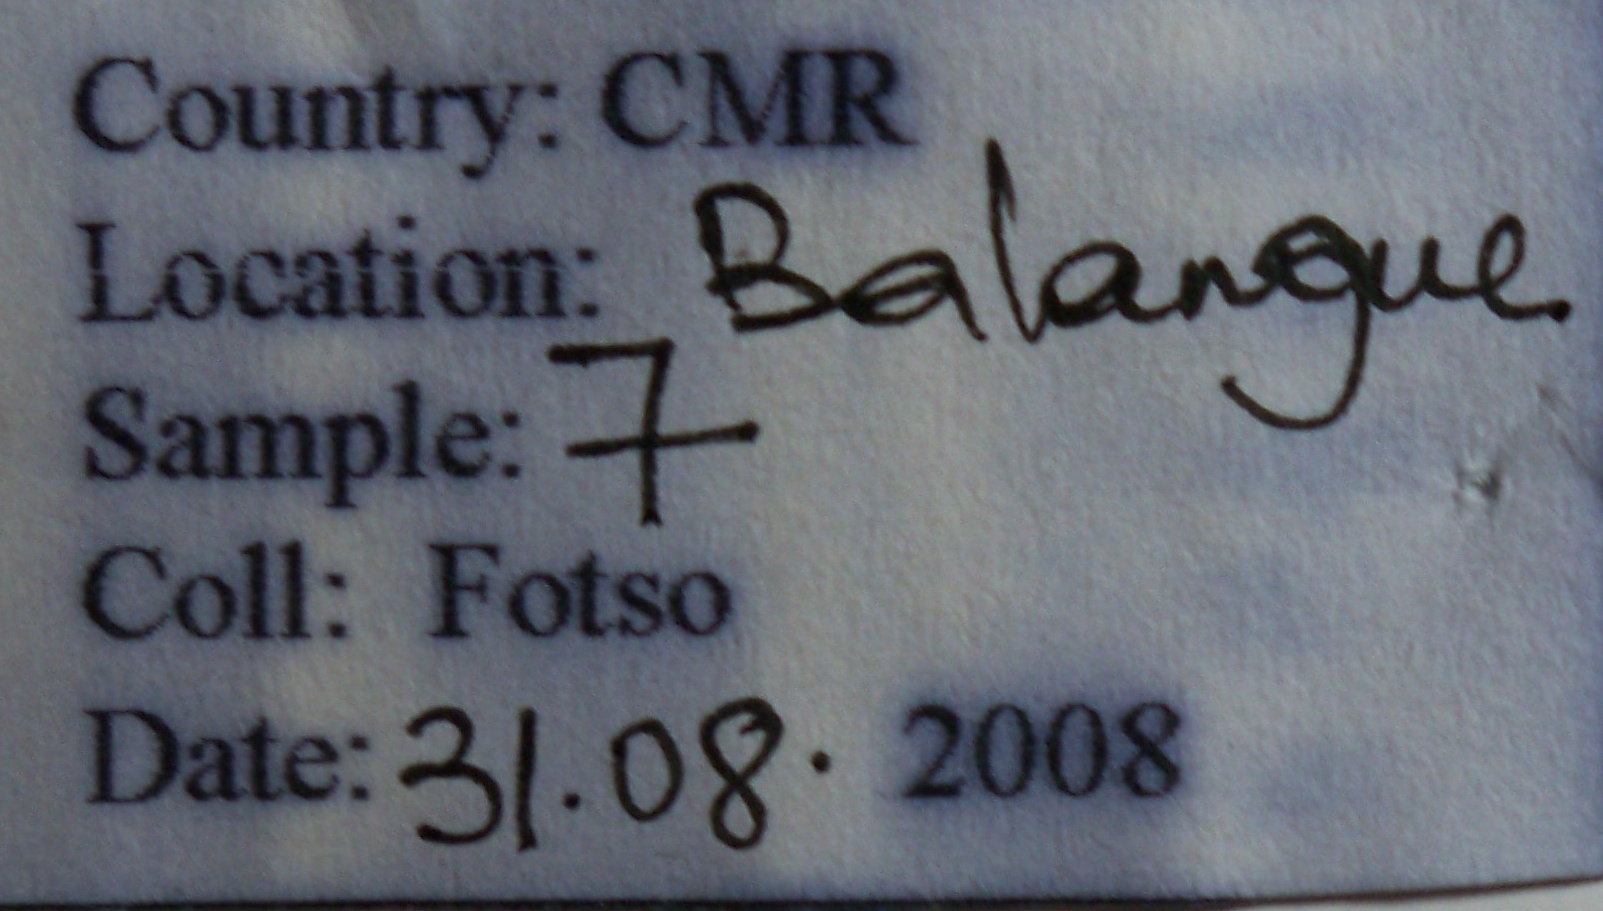 Country: CMR
Location: Balangue
Sample: 7
Coll: Fotso
Date: 31.08. 2008